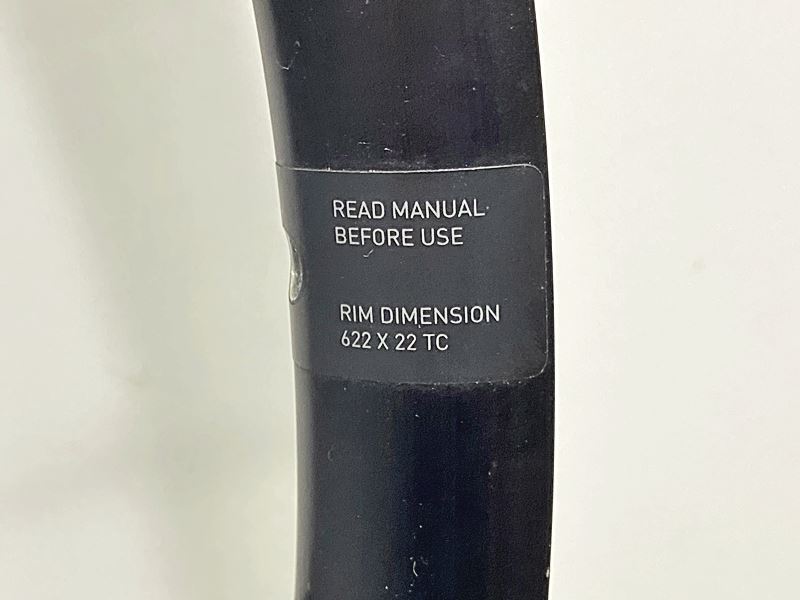 READ MANUAL
BEFORE USE
RIM DIMENSION
622 X 22 TC